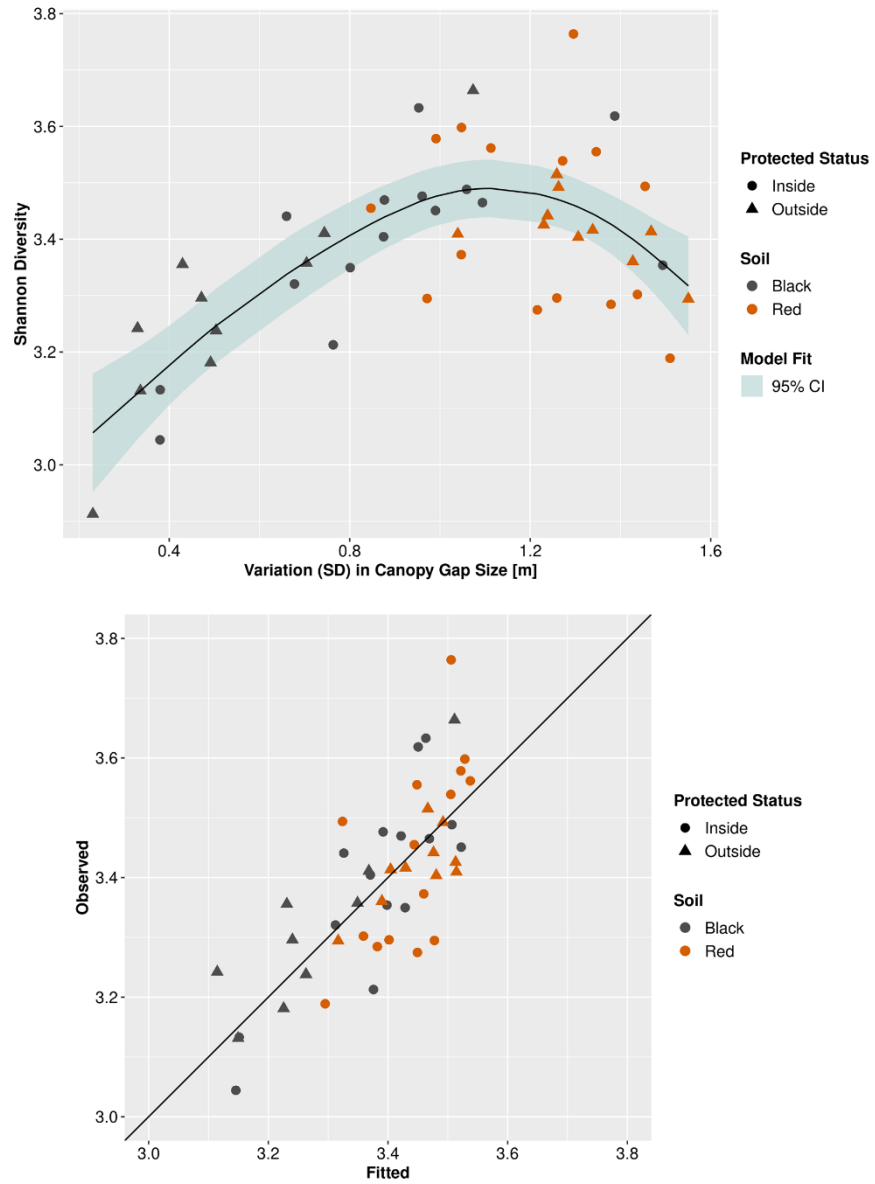 3.8
3.6
3.4
3.2
3.0
Shannon Diversity
0.4 0.8 1.2 1.6
Variation (SD) in Canopy Gap Size [m]
Protected Status
Inside
Outside
Soil
Black
Red
Model Fit
95% CI
3.8
3.6
3.4
3.2
3.0
Observed
3.0 3.2 3.4 3.6 3.8
Fitted
Protected Status
Inside
Outside
Soil
Black
Red